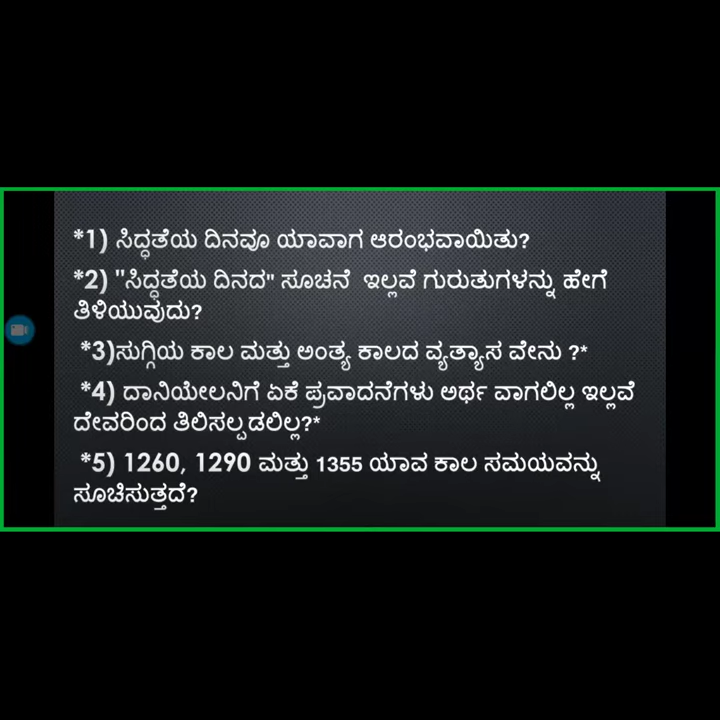 *1) ಸಿದ್ಧತೆಯ ದಿನವೂ ಯಾವಾಗ ಆರಂಭವಾಯಿತು?
*2) "ಸಿದ್ಧತೆಯ ದಿನದ" ಸೂಚನೆ ಇಲ್ಲವೆ ಗುರುತುಗಳನ್ನು ಹೇಗೆ
ತಿಳಿಯುವುದು?
*3)ಸುಗ್ಗಿಯ ಕಾಲ ಮತ್ತು ಅಂತ್ಯ ಕಾಲದ ವ್ಯತ್ಯಾಸ ವೇನು ?*
*4) ದಾನಿಯೇಲನಿಗೆ ಏಕೆ ಪ್ರವಾದನೆಗಳು ಅರ್ಥ ವಾಗಲಿಲ್ಲ ಇಲ್ಲವೆ
ದೇವರಿಂದ ತಿಲಿಸಲ್ಪಡಲಿಲ್ಲ?*
*5) 1260, 1290 ಮತ್ತು 1355 ಯಾವ ಕಾಲ ಸಮಯವನ್ನು
ಸೂಚಿಸುತ್ತದೆ?